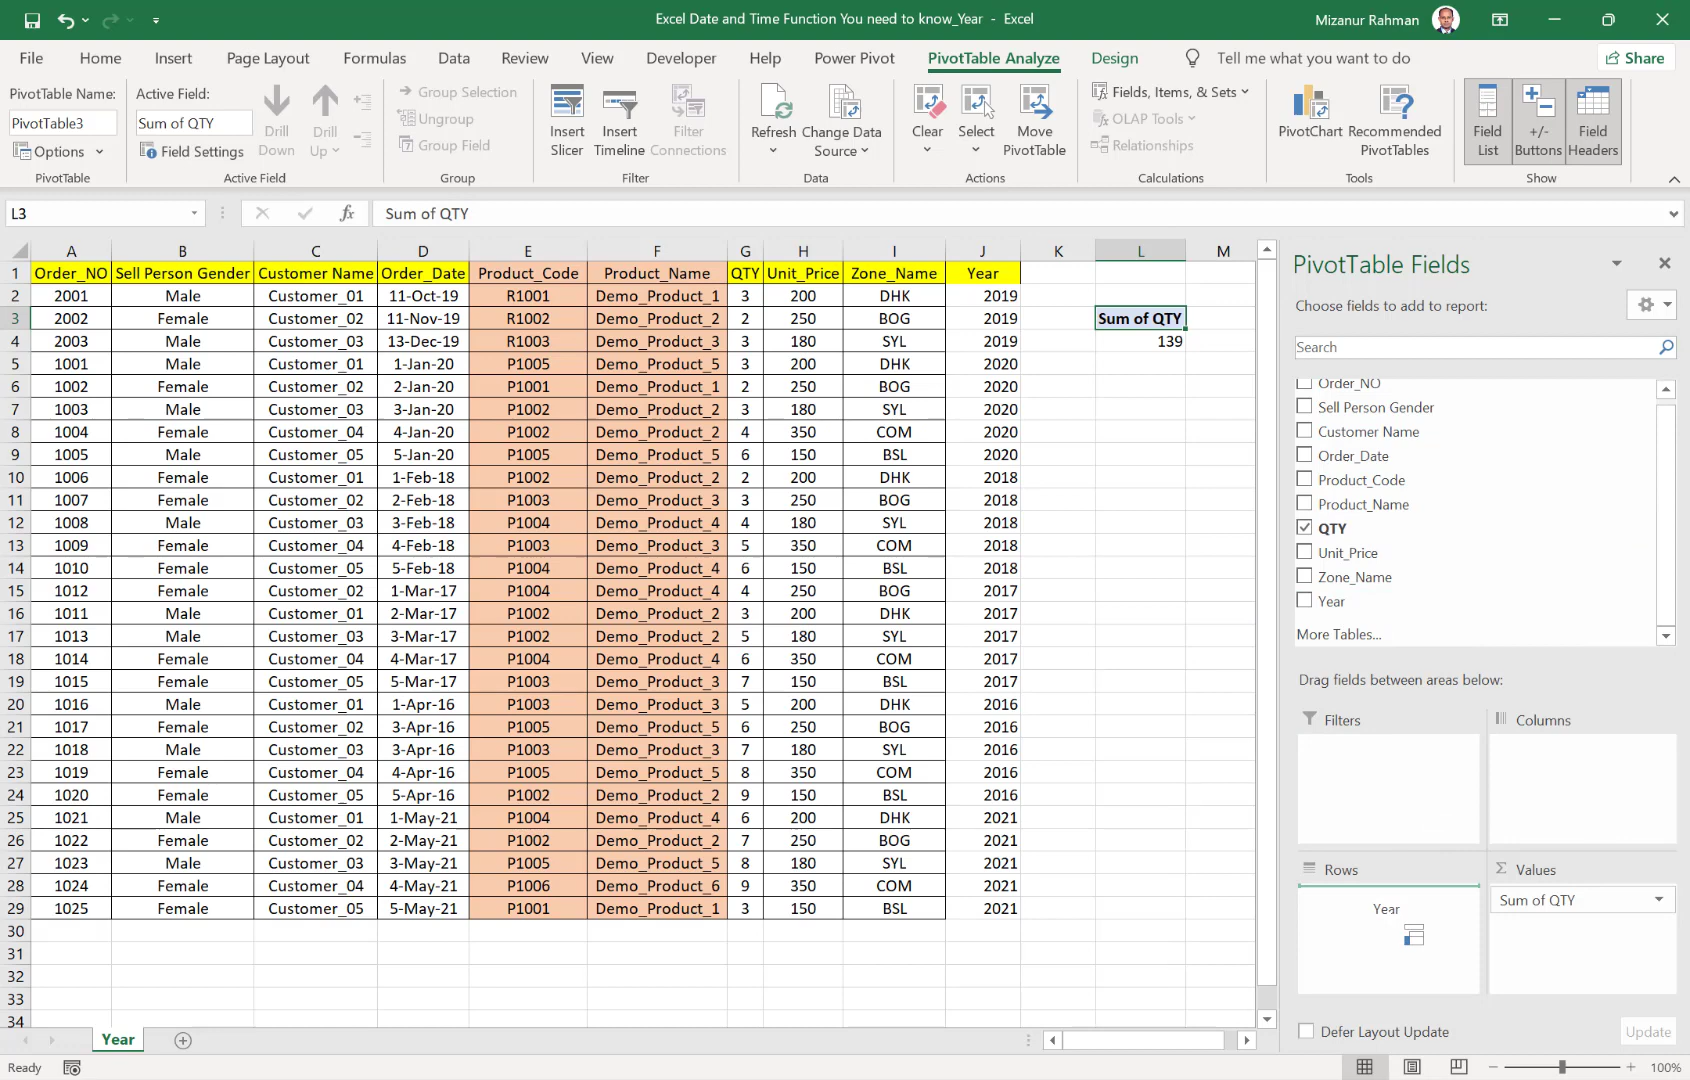 Excel Date and Time Function You need to know_Year - Excel
Mizanur Rahman
File Home Insert Page Layout Formulas Data Review View Developer Help Power Pivot PivotTable Analyze Design Tell me what you want to do Share
PivotTable Name:
PivotTable3
Options
PivotTable
Active Field:
Sum of QTY
Field Settings
Drill Down
Drill Up
Active Field
Group Selection
Ungroup
Group Field
Group
Insert Slicer
Insert Timeline
Filter Connections
Filter
Refresh
Change Data Source
Data
Clear
Select
Move PivotTable
Actions
Fields, Items, & Sets
OLAP Tools
Relationships
Calculations
PivotChart
Recommended PivotTables
Tools
Field List
+/- Buttons
Field Headers
Show
L3
fx
Sum of QTY
A B C D E F G H I J K L M
1 Order_NO Sell Person Gender Customer Name Order_Date Product_Code Product_Name QTY Unit_Price Zone_Name Year
2 2001 Male Customer_01 11-Oct-19 R1001 Demo_Product_1 3 200 DHK 2019
3 2002 Female Customer_02 11-Nov-19 R1002 Demo_Product_2 2 250 BOG 2019 Sum of QTY
4 2003 Male Customer_03 13-Dec-19 R1003 Demo_Product_3 3 180 SYL 2019 139
5 1001 Male Customer_01 1-Jan-20 P1005 Demo_Product_5 3 200 DHK 2020
6 1002 Female Customer_02 2-Jan-20 P1001 Demo_Product_1 2 250 BOG 2020
7 1003 Male Customer_03 3-Jan-20 P1002 Demo_Product_2 3 180 SYL 2020
8 1004 Female Customer_04 4-Jan-20 P1002 Demo_Product_2 4 350 COM 2020
9 1005 Male Customer_05 5-Jan-20 P1005 Demo_Product_5 6 150 BSL 2020
10 1006 Female Customer_01 1-Feb-18 P1002 Demo_Product_2 2 200 DHK 2018
11 1007 Female Customer_02 2-Feb-18 P1003 Demo_Product_3 3 250 BOG 2018
12 1008 Male Customer_03 3-Feb-18 P1004 Demo_Product_4 4 180 SYL 2018
13 1009 Female Customer_04 4-Feb-18 P1003 Demo_Product_3 5 350 COM 2018
14 1010 Female Customer_05 5-Feb-18 P1004 Demo_Product_4 6 150 BSL 2018
15 1012 Female Customer_02 1-Mar-17 P1004 Demo_Product_4 4 250 BOG 2017
16 1011 Male Customer_01 2-Mar-17 P1002 Demo_Product_2 3 200 DHK 2017
17 1013 Male Customer_03 3-Mar-17 P1002 Demo_Product_2 5 180 SYL 2017
18 1014 Female Customer_04 4-Mar-17 P1004 Demo_Product_4 6 350 COM 2017
19 1015 Female Customer_05 5-Mar-17 P1003 Demo_Product_3 7 150 BSL 2017
20 1016 Male Customer_01 1-Apr-16 P1003 Demo_Product_3 5 200 DHK 2016
21 1017 Female Customer_02 3-Apr-16 P1005 Demo_Product_5 6 250 BOG 2016
22 1018 Male Customer_03 3-Apr-16 P1003 Demo_Product_3 7 180 SYL 2016
23 1019 Female Customer_04 4-Apr-16 P1005 Demo_Product_5 8 350 COM 2016
24 1020 Female Customer_05 5-Apr-16 P1002 Demo_Product_2 9 150 BSL 2016
25 1021 Male Customer_01 1-May-21 P1004 Demo_Product_4 6 200 DHK 2021
26 1022 Female Customer_02 2-May-21 P1002 Demo_Product_2 7 250 BOG 2021
27 1023 Male Customer_03 3-May-21 P1005 Demo_Product_5 8 180 SYL 2021
28 1024 Female Customer_04 4-May-21 P1006 Demo_Product_6 9 350 COM 2021
29 1025 Female Customer_05 5-May-21 P1001 Demo_Product_1 3 150 BSL 2021
30
31
32
33
34
PivotTable Fields
Choose fields to add to report:
Search
Order_NO
Sell Person Gender
Customer Name
Order_Date
Product_Code
Product_Name
QTY
Unit_Price
Zone_Name
Year
More Tables...
Drag fields between areas below:
Filters
Columns
Rows
Year
Values
Sum of QTY
Defer Layout Update
Update
Year
Ready
100%